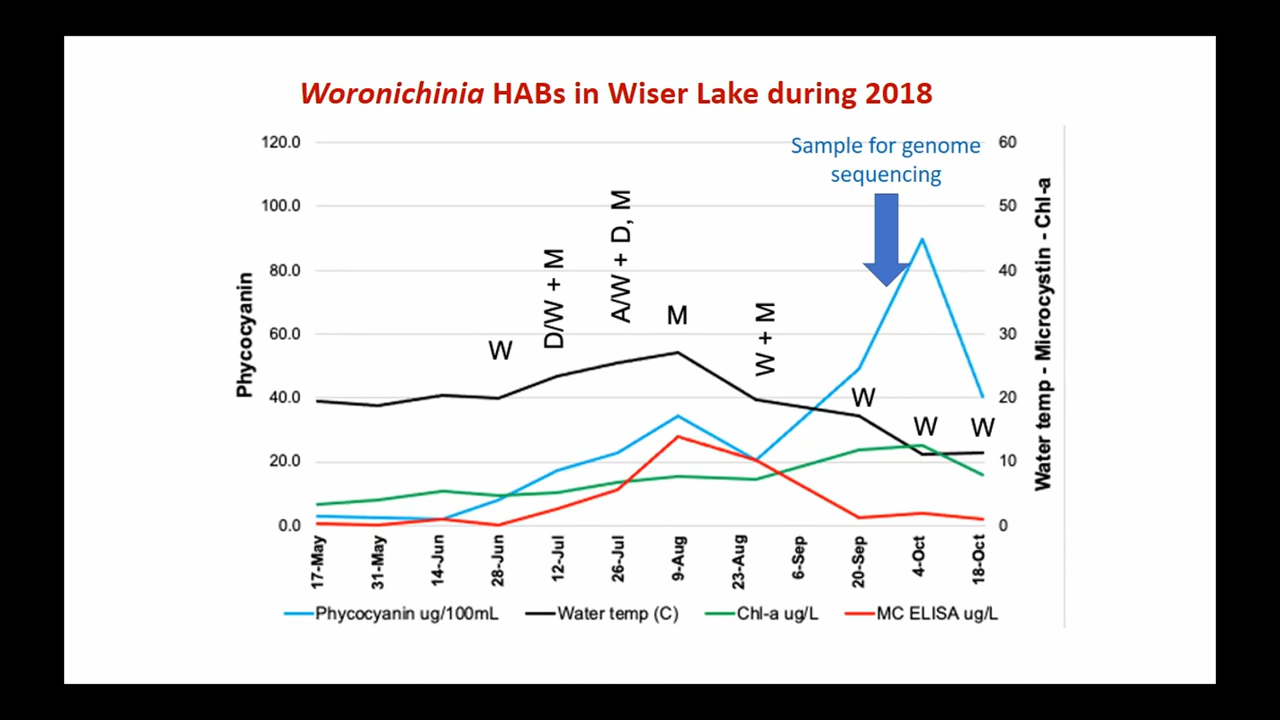 Woronichinia HABs in Wiser Lake during 2018
Sample for genome
sequencing
120.0
100.0
80.0
60.0
40.0
20.0
0.0
Phycocyanin
60
50
40
30
20
10
0
Water temp - Microcystin - Chl-a
W
D/W + M
A/W + D, M
M
W + M
W
W
W
17-May
31-May
14-Jun
28-Jun
12-Jul
26-Jul
9-Aug
23-Aug
6-Sep
20-Sep
4-Oct
18-Oct
Phycocyanin ug/100mL
Water temp (C)
Chl-a ug/L
MC ELISA ug/L